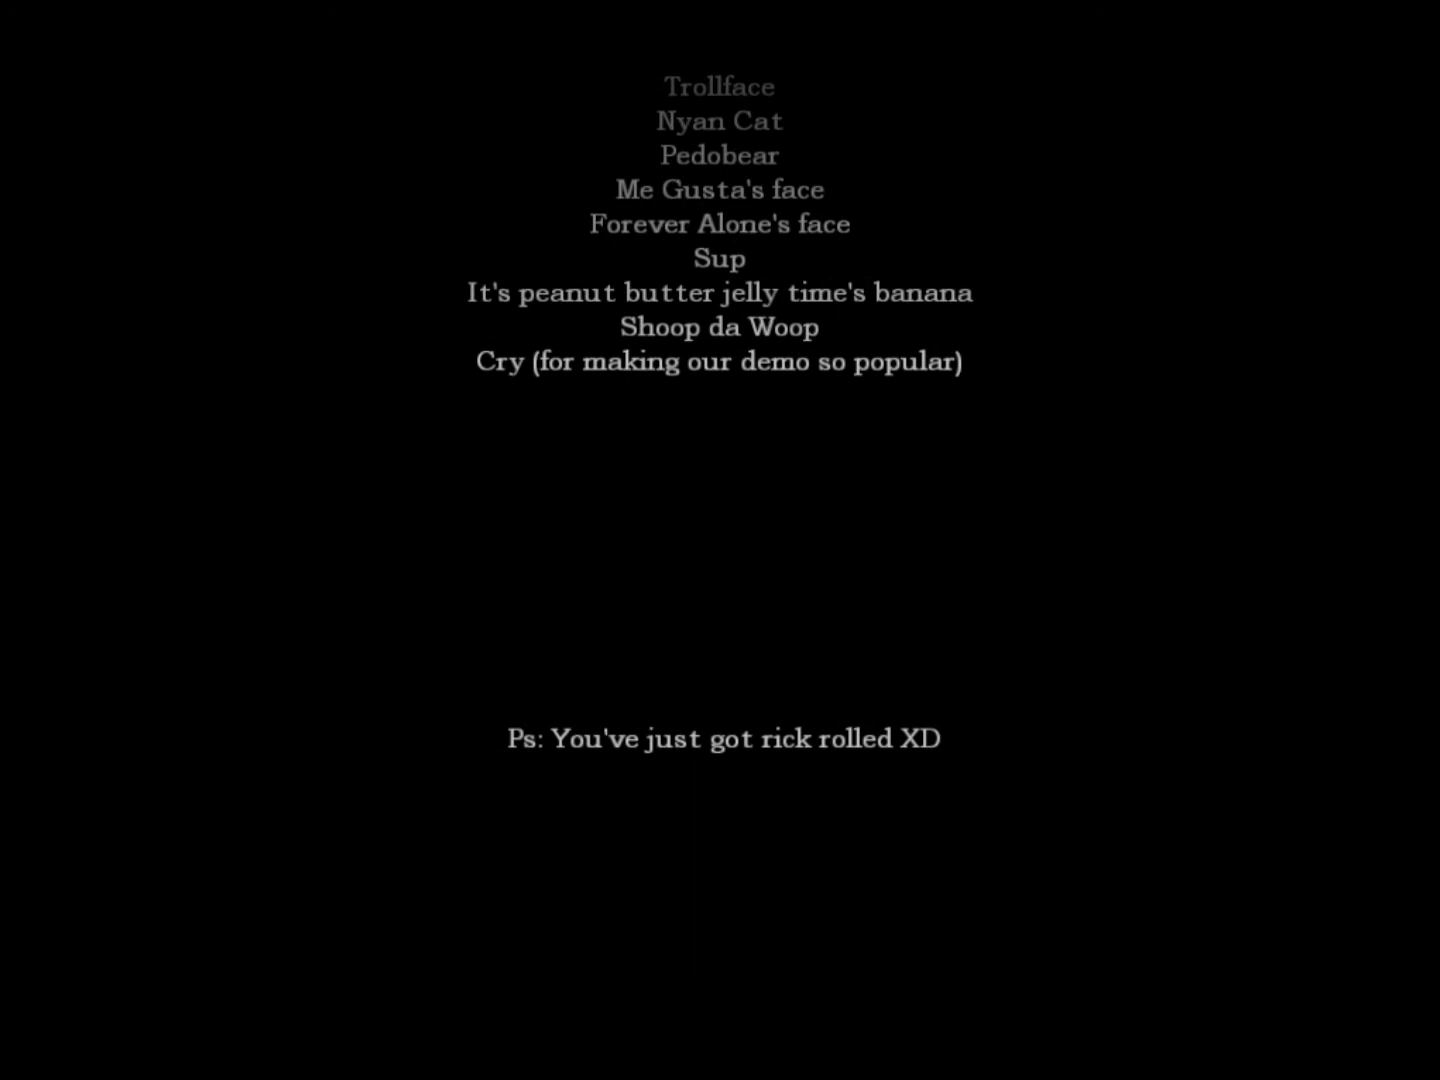 Trollface
Nyan Cat
Pedobear
Me Gusta's face
Forever Alone's face
Sup
It's peanut butter jelly time's banana
Shoop da Woop
Cry (for making our demo so popular)
Ps: You've just got rick rolled XD